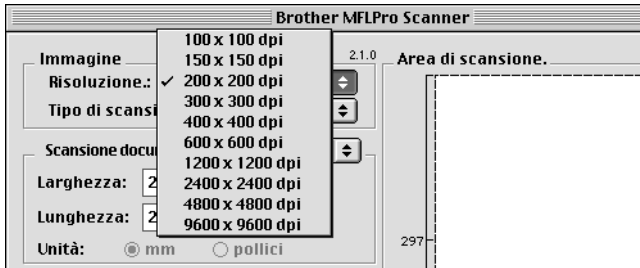 Brother MFLPro Scanner
Immagine
2.1.0
Risoluzione.:
Tipo di scansi
100 x 100 dpi
150 x 150 dpi
✓ 200 x 200 dpi
300 x 300 dpi
400 x 400 dpi
600 x 600 dpi
1200 x 1200 dpi
2400 x 2400 dpi
4800 x 4800 dpi
9600 x 9600 dpi
Scansione docu
Larghezza: 2
Lunghezza: 2
Unità: mm pollici
Area di scansione.
297